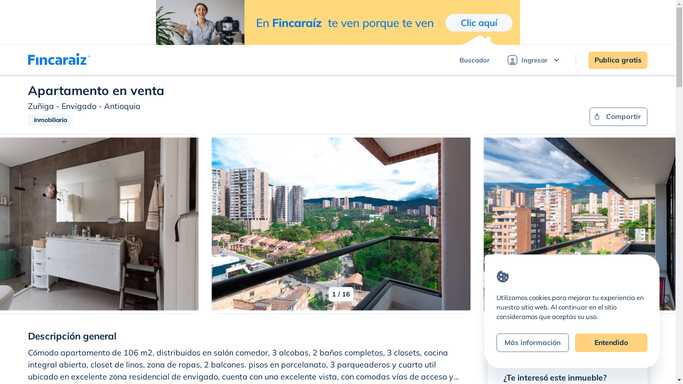 En Fincaraíz te ven porque te ven
Clic aquí
Fincaraiz
Buscador
Ingresar
Publica gratis
Apartamento en venta
Zuñiga - Envigado - Antioquia
Inmobiliaria
Compartir
1 / 16
Utilizamos cookies para mejorar tu experiencia en
nuestro sitio web. Al continuar en el sitio
consideramos que aceptas su uso.
Más información
Entendido
Descripción general
Cómodo apartamento de 106 m2, distribuidos en salón comedor, 3 alcobas, 2 baños completos, 3 closets, cocina
integral abierta, closet de linos, zona de ropas, 2 balcones. pisos en porcelanato, 3 parqueaderos y cuarto util
ubicado en excelente zona residencial de envigado, cuenta con una excelente vista, con comodas vías de acceso y...
¿Te interesó este inmueble?